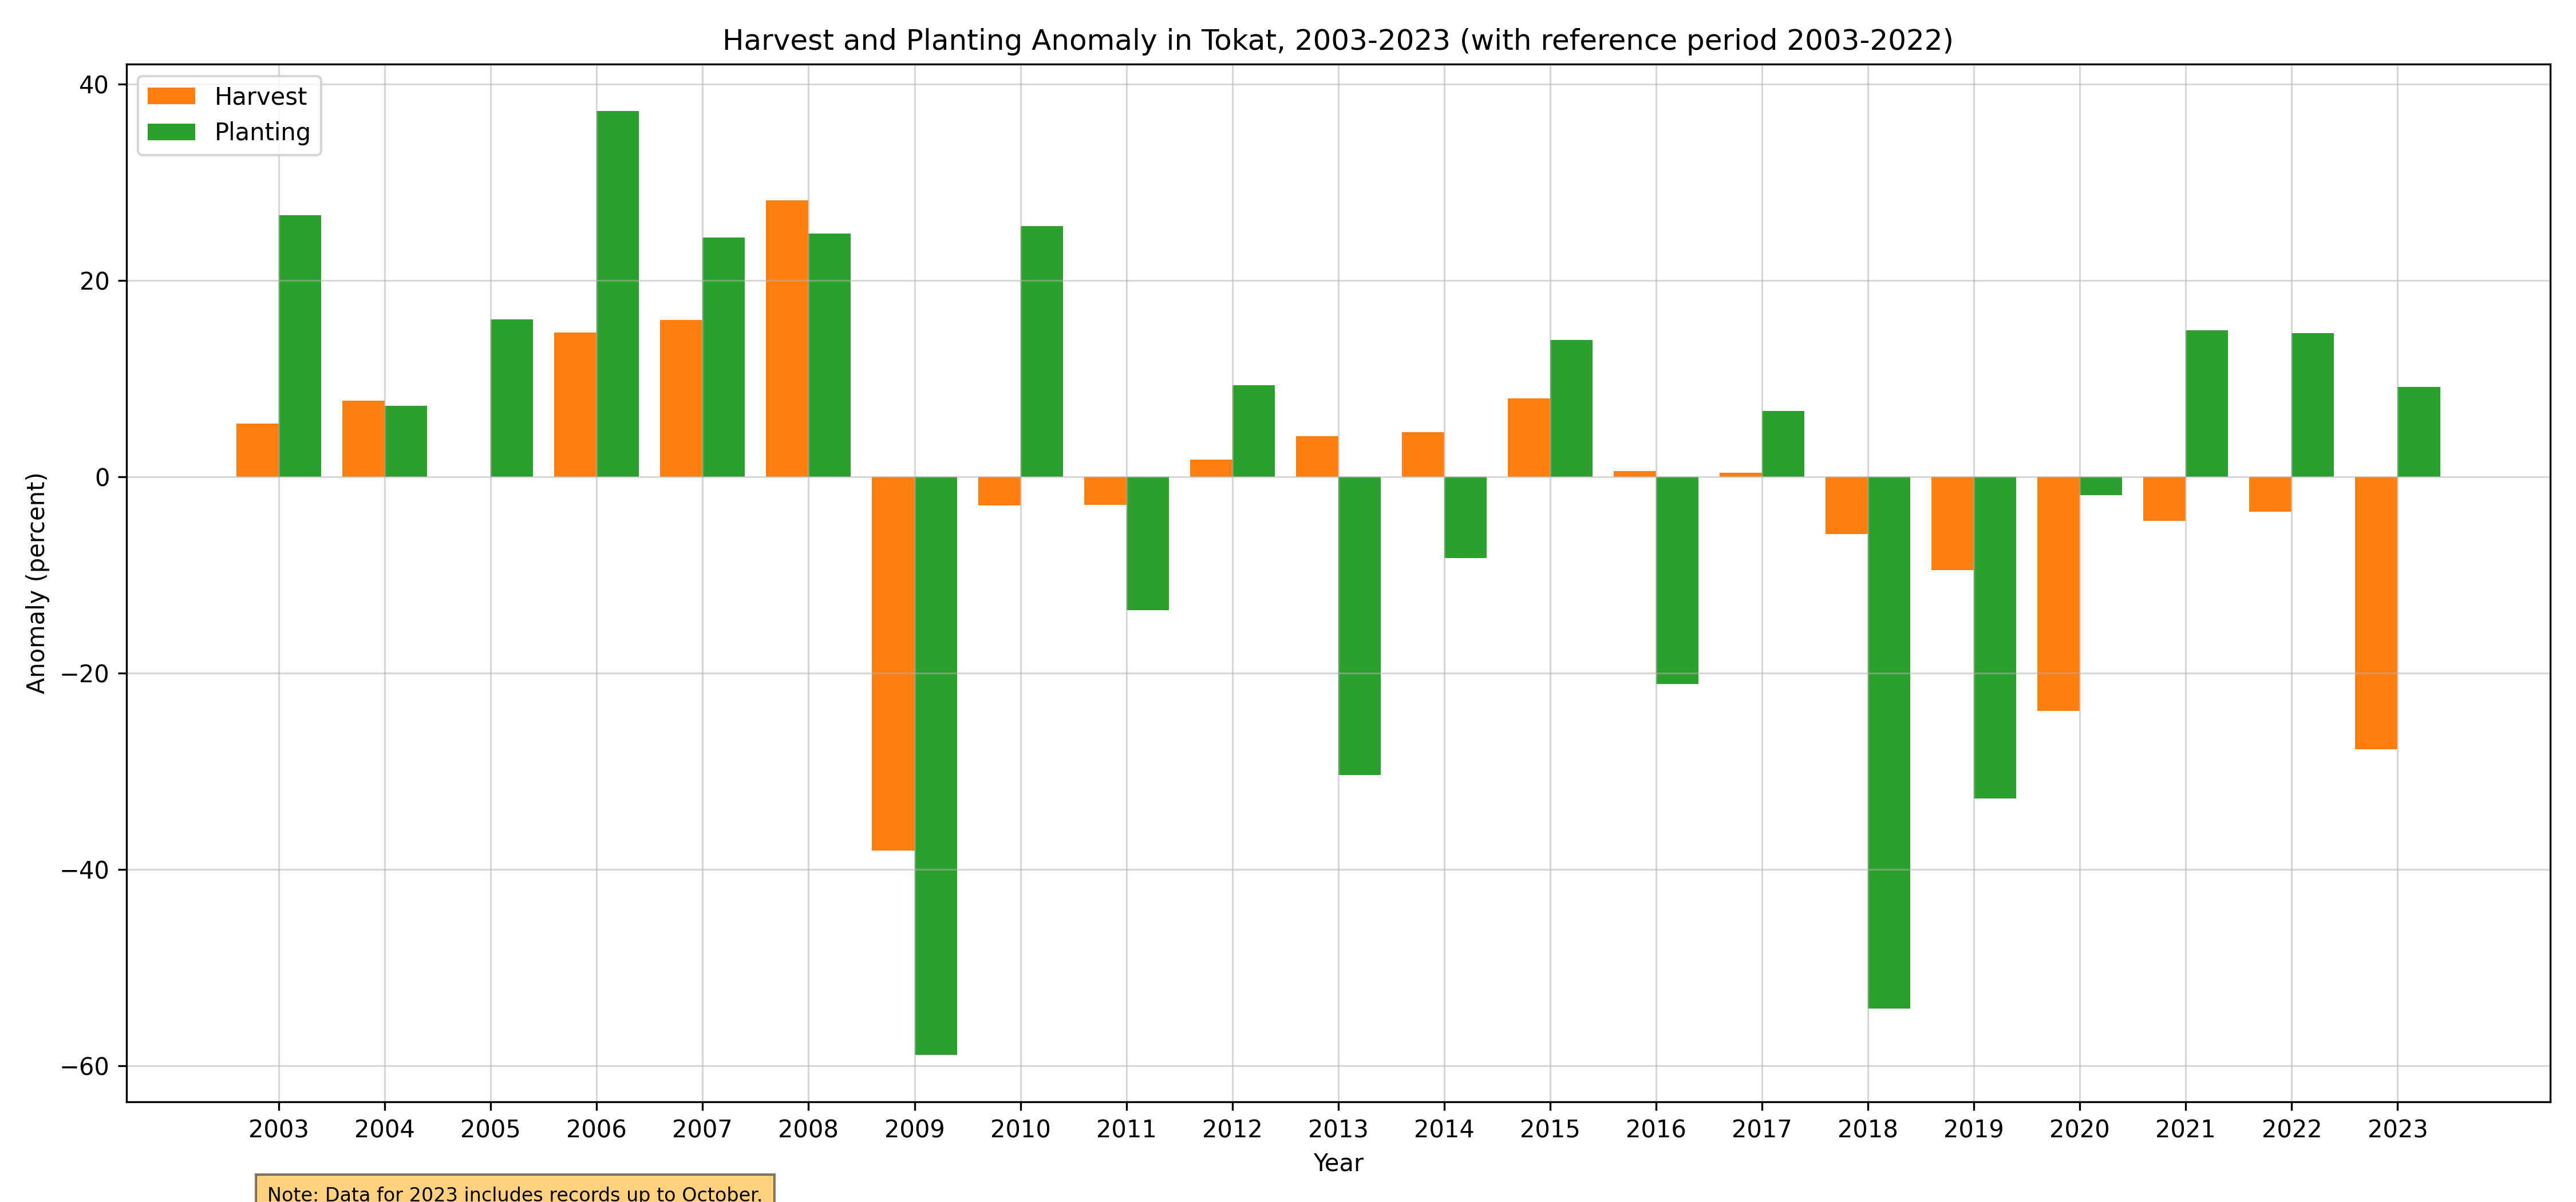 Harvest and Planting Anomaly in Tokat, 2003-2023 (with reference period 2003-2022)
Harvest
Planting
Anomaly (percent)
40
20
0
−20
−40
−60
2003 2004 2005 2006 2007 2008 2009 2010 2011 2012 2013 2014 2015 2016 2017 2018 2019 2020 2021 2022 2023
Year
Note: Data for 2023 includes records up to October.